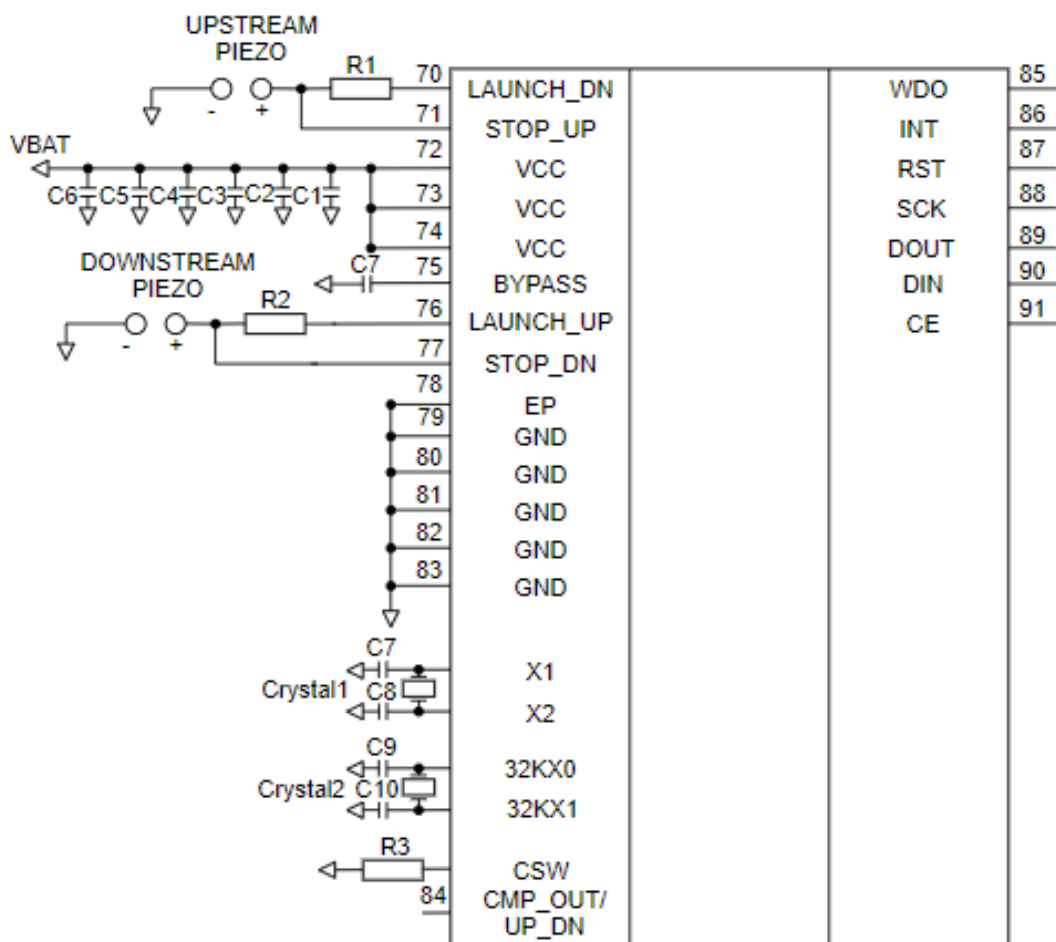 UPSTREAM
PIEZO
- +
R1
70
LAUNCH_DN
WDO
85
71
STOP_UP
INT
86
VBAT
72
VCC
RST
87
C6 C5 C4 C3 C2 C1
73
VCC
SCK
88
74
VCC
DOUT
89
DOWNSTREAM
PIEZO
- +
C7
75
BYPASS
DIN
90
R2
76
LAUNCH_UP
CE
91
77
STOP_DN
78
EP
79
GND
80
GND
81
GND
82
GND
83
GND
C7
X1
Crystal1
C8
X2
C9
32KX0
Crystal2
C10
32KX1
R3
CSW
84
CMP_OUT/
UP_DN